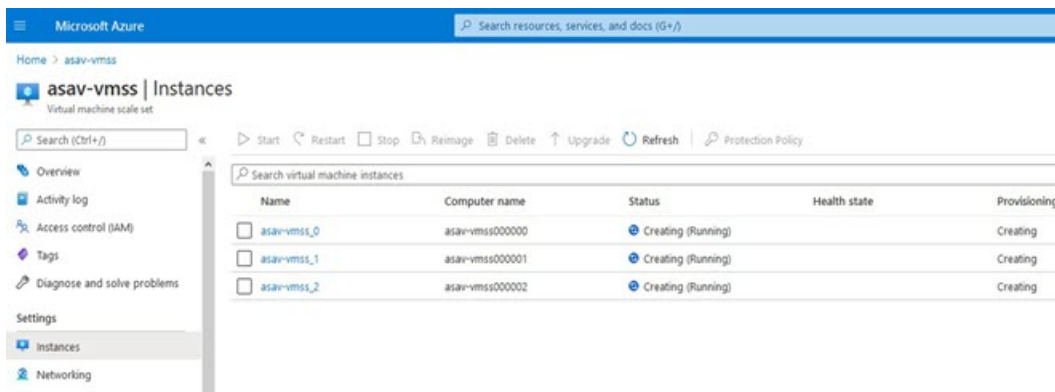 Microsoft Azure
Search resources, services, and docs (G+/)
Home > asav-vmss
asav-vmss | Instances
Virtual machine scale set
Search (Ctrl+/)
«
Start Restart Stop Reimage Delete Upgrade Refresh Protection Policy
Overview
Activity log
Access control (IAM)
Tags
Diagnose and solve problems
Settings
Instances
Networking
Search virtual machine instances
Name Computer name Status Health state Provisioning
asav-vmss_0 asav-vmss000000 Creating (Running) Creating
asav-vmss_1 asav-vmss000001 Creating (Running) Creating
asav-vmss_2 asav-vmss000002 Creating (Running) Creating